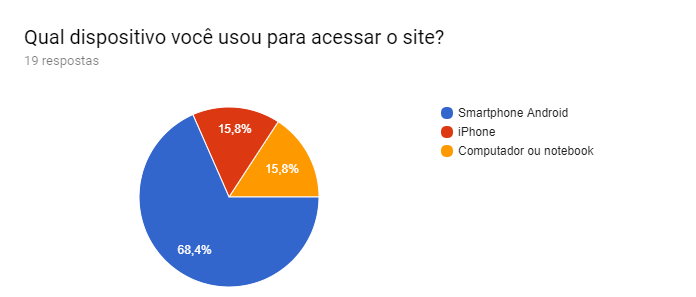 Qual dispositivo você usou para acessar o site?
19 respostas
Smartphone Android
iPhone
Computador ou notebook
15,8%
15,8%
68,4%